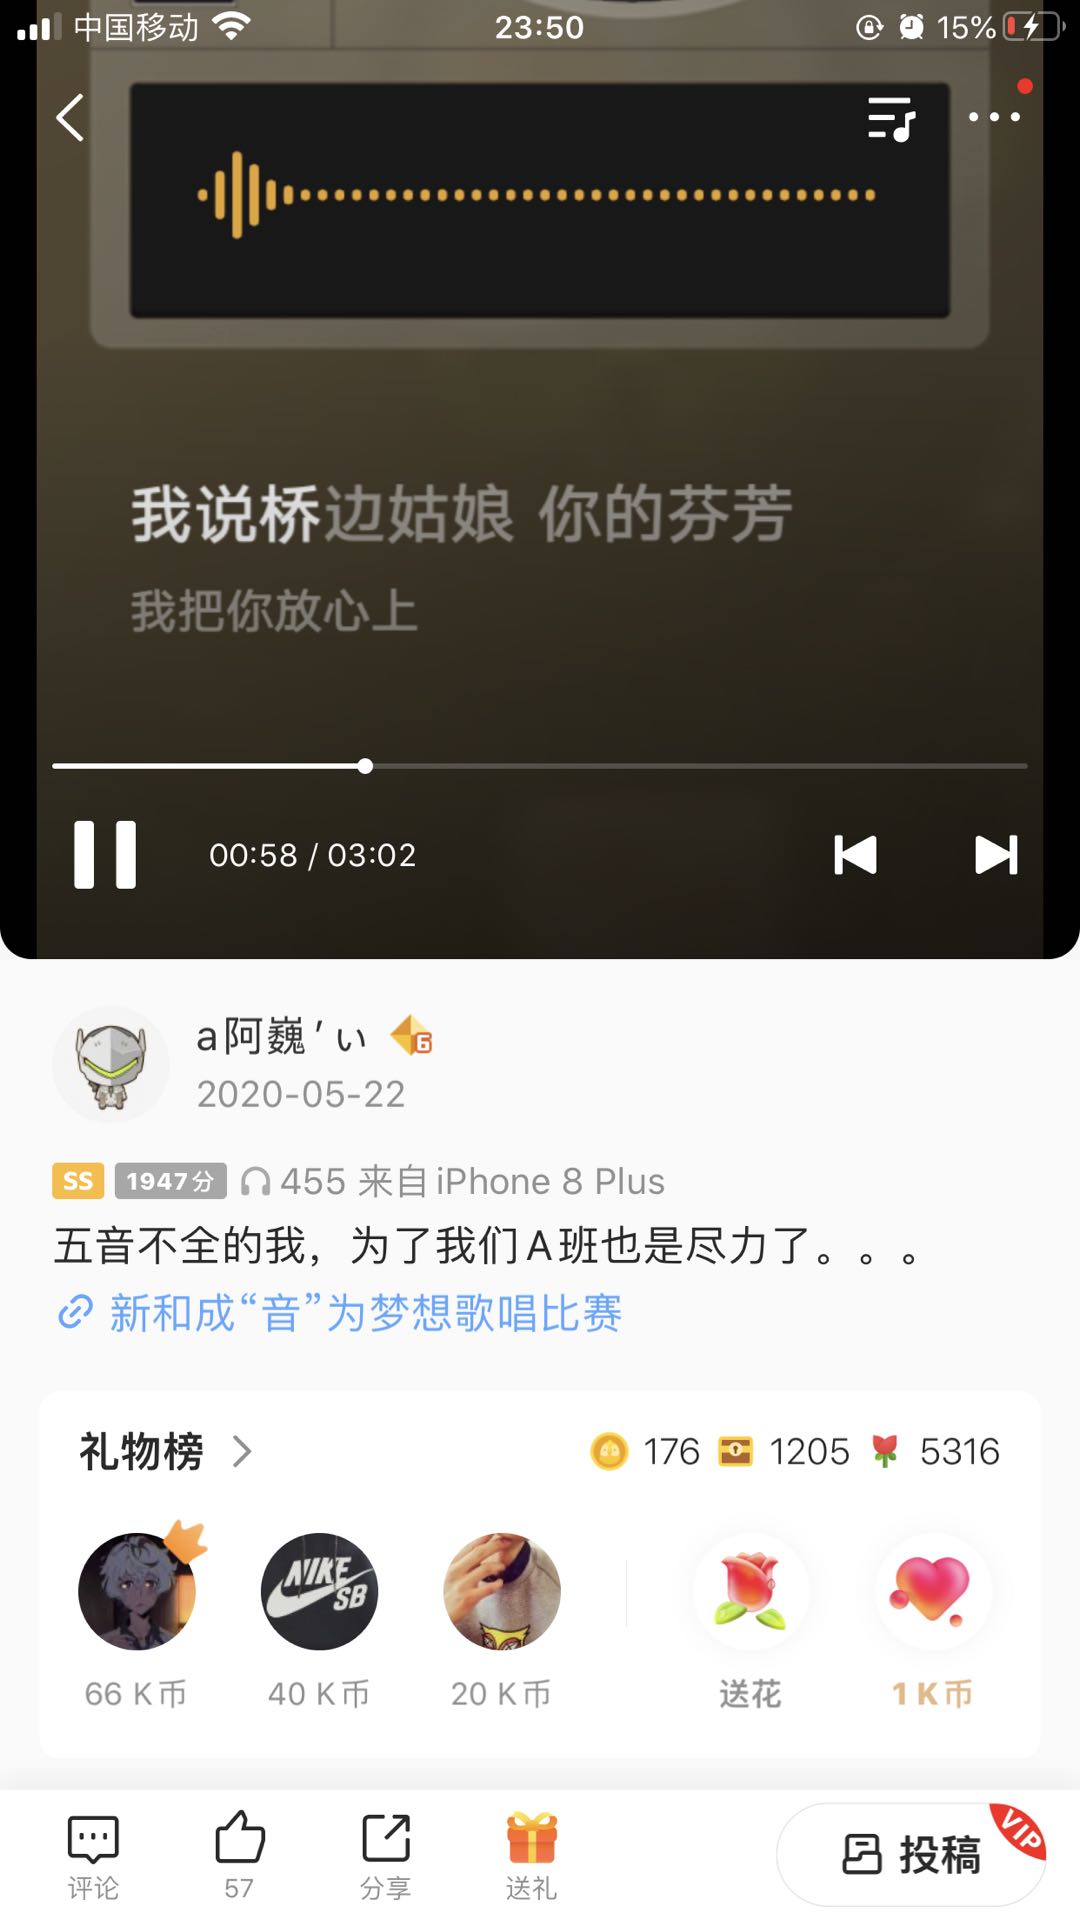 中国移动 23:50 15%
我说桥边姑娘 你的芬芳
我把你放心上
00:58 / 03:02
a阿巍′ぃ 6
2020-05-22
SS 1947分 455 来自iPhone 8 Plus
五音不全的我，为了我们A班也是尽力了。。。
新和成“音”为梦想歌唱比赛
礼物榜 176 1205 5316
NIKE
SB
66 K币 40 K币 20 K币 送花 1 K币
VIP
投稿
评论 57 分享 送礼